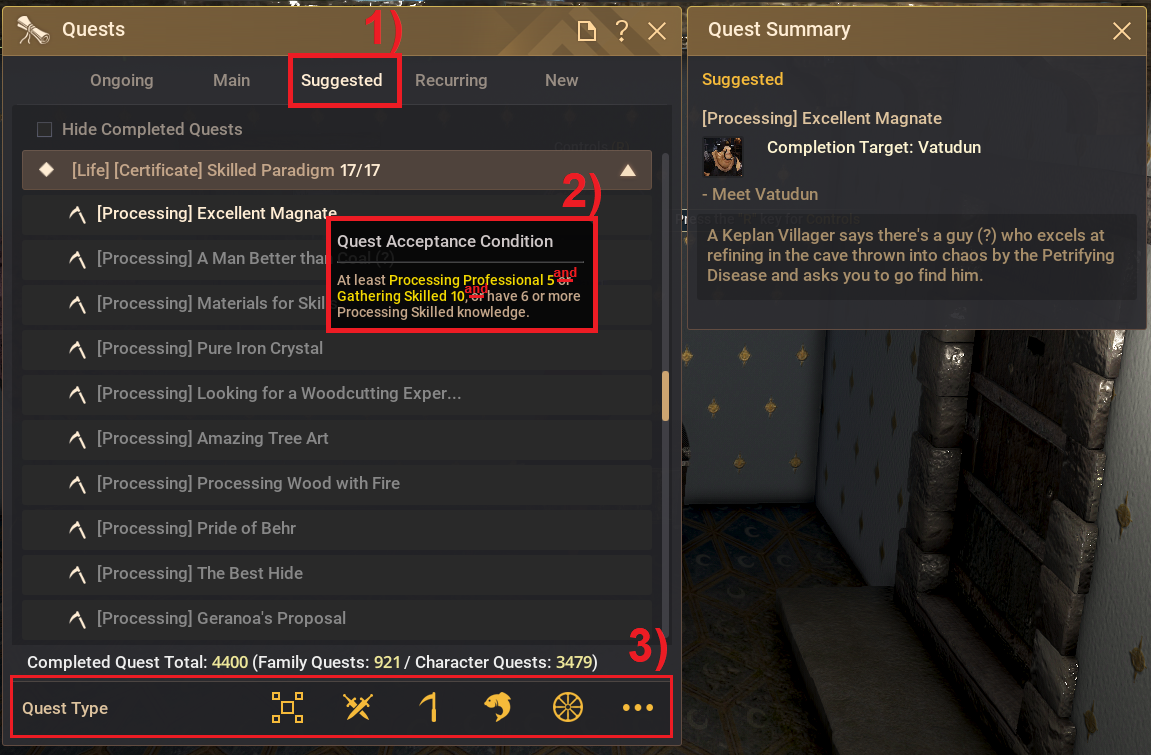 Quests
?
1)
Ongoing
Main
Suggested
Recurring
New
Hide Completed Quests
[Life] [Certificate] Skilled Paradigm 17/17
2)
[Processing] Excellent Magnate
[Processing] A Man Better than Coal (?)
[Processing] Materials for Skil
Quest Acceptance Condition
At least Processing Professional 5 or and
Gathering Skilled 10, or and have 6 or more
Processing Skilled knowledge.
[Processing] Pure Iron Crystal
[Processing] Looking for a Woodcutting Exper...
[Processing] Amazing Tree Art
[Processing] Processing Wood with Fire
[Processing] Pride of Behr
[Processing] The Best Hide
[Processing] Geranoa's Proposal
3)
Completed Quest Total: 4400 (Family Quests: 921 / Character Quests: 3479)
Quest Type
Quest Summary
Suggested
[Processing] Excellent Magnate
Completion Target: Vatudun
- Meet Vatudun
A Keplan Villager says there's a guy (?) who excels at
refining in the cave thrown into chaos by the Petrifying
Disease and asks you to go find him.